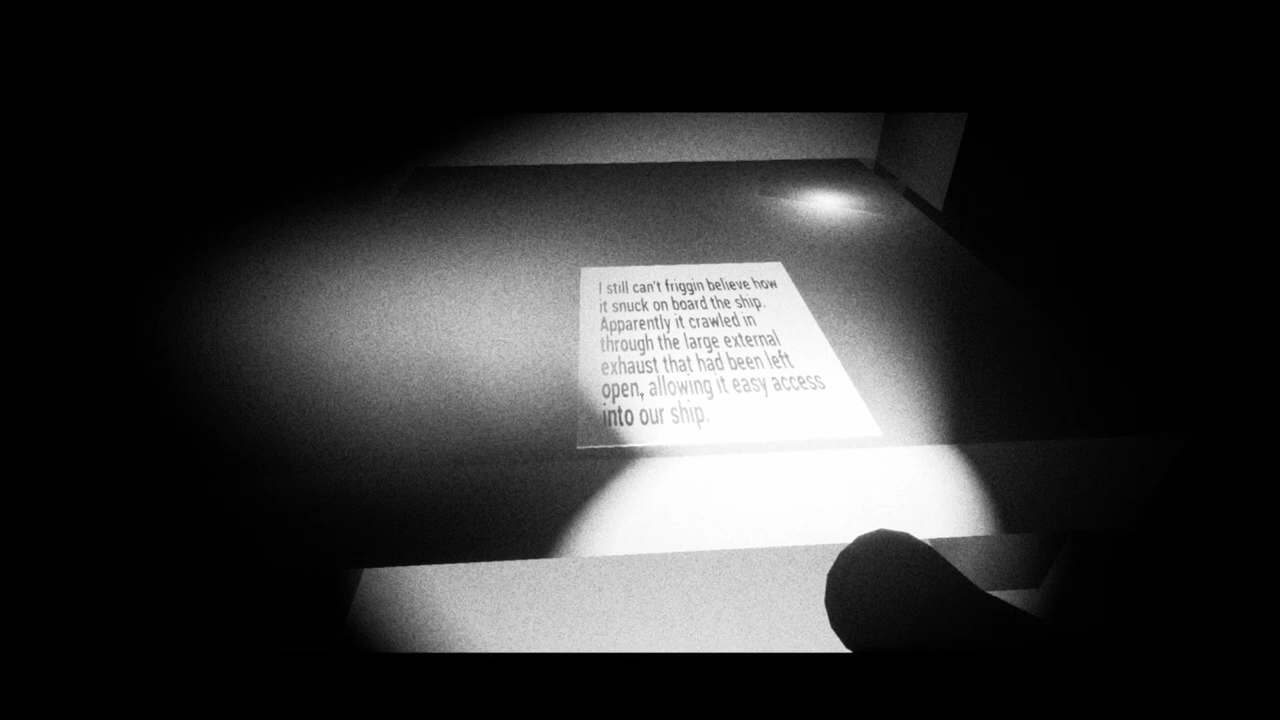 I still can't friggin believe how
it snuck on board the ship.
Apparently it crawled in
through the large external
exhaust that had been left
open, allowing it easy access
into our ship.